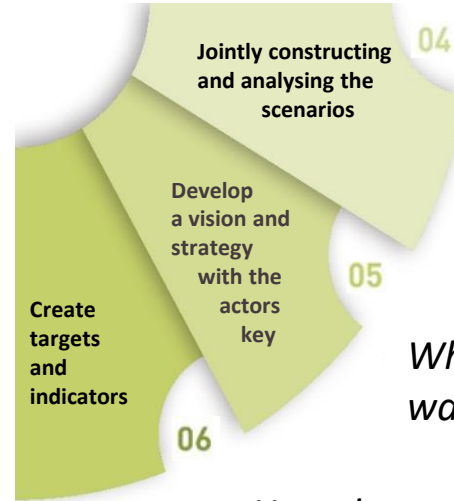 Jointly constructing
and analysing the
scenarios
04
Develop
a vision and
strategy
with the
actors
key
05
Create
targets
and
indicators
06